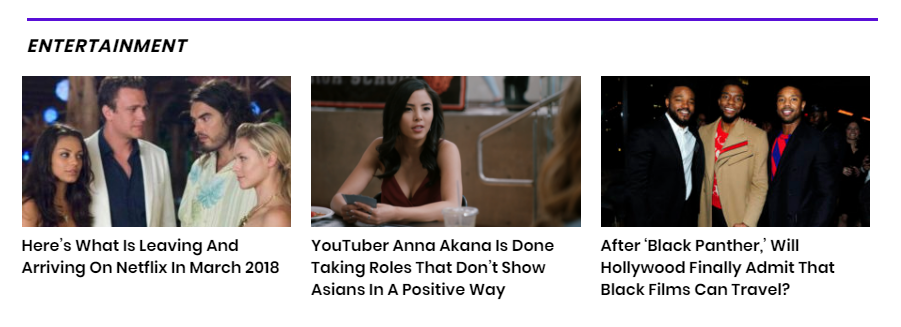 ENTERTAINMENT
Here's What Is Leaving And
Arriving On Netflix In March 2018
YouTuber Anna Akana Is Done
Taking Roles That Don't Show
Asians In A Positive Way
After ‘Black Panther,’ Will
Hollywood Finally Admit That
Black Films Can Travel?